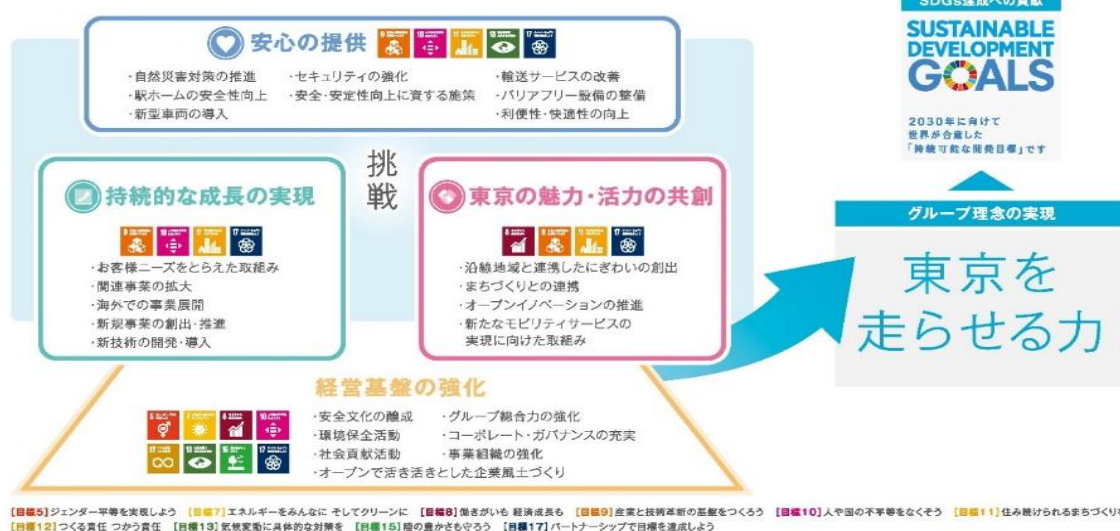 安心の提供
・自然災害対策の推進
・駅ホームの安全性向上
・新型車両の導入
・セキュリティの強化
・安全・安定性向上に資する施策
・輸送サービスの改善
・バリアフリー設備の整備
・利便性・快適性の向上
挑戦
持続的な成長の実現
・お客様ニーズをとらえた取組み
・関連事業の拡大
・海外での事業展開
・新規事業の創出・推進
・新技術の開発・導入
東京の魅力・活力の共創
・沿線地域と連携したにぎわいの創出
・まちづくりとの連携
・オープンイノベーションの推進
・新たなモビリティサービスの
実現に向けた取組み
経営基盤の強化
・安全文化の醸成
・環境保全活動
・社会貢献活動
・オープンで活き活きとした企業風土づくり
・グループ総合力の強化
・コーポレート・ガバナンスの充実
・事業組織の強化
SDGs達成への貢献
SUSTAINABLE
DEVELOPMENT
GOALS
2030年に向けて
世界が合意した
「持続可能な開発目標」です
グループ理念の実現
東京を
走らせる力
【目標5】ジェンダー平等を実現しよう 【目標7】エネルギーをみんなに そしてクリーンに 【目標8】働きがいも 経済成長も 【目標9】産業と技術革新の基盤をつくろう 【目標10】人や国の不平等をなくそう 【目標11】住み続けられるまちづくり
【目標12】つくる責任 つかう責任 【目標13】気候変動に具体的な対策を 【目標15】陸の豊かさも守ろう 【目標17】パートナーシップで目標を達成しよう